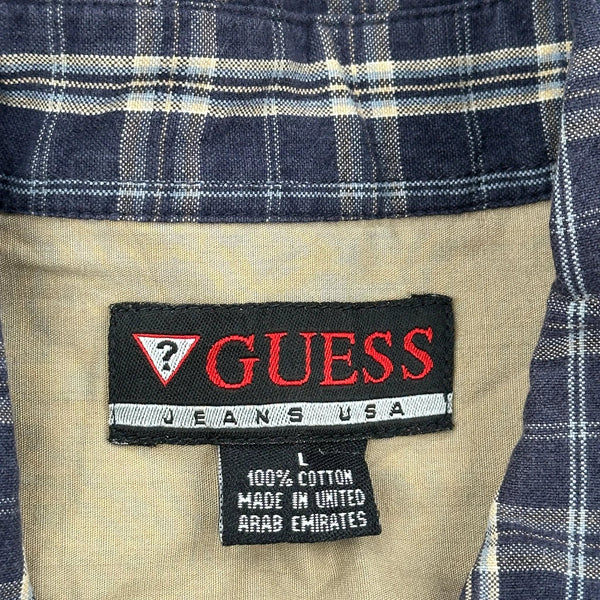 ? GUESS
JEANS USA
L
100% COTTON
MADE IN UNITED
ARAB EMIRATES